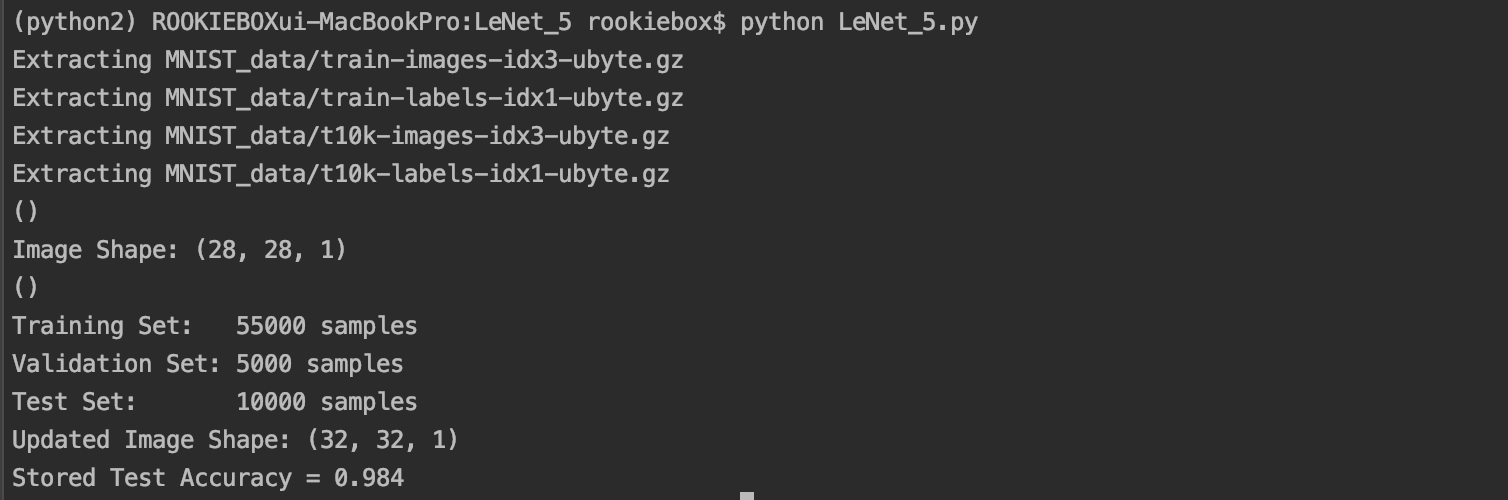 (python2) ROOKIEBOXui-MacBookPro:LeNet_5 rookiebox$ python LeNet_5.py
Extracting MNIST_data/train-images-idx3-ubyte.gz
Extracting MNIST_data/train-labels-idx1-ubyte.gz
Extracting MNIST_data/t10k-images-idx3-ubyte.gz
Extracting MNIST_data/t10k-labels-idx1-ubyte.gz
()
Image Shape: (28, 28, 1)
()
Training Set:   55000 samples
Validation Set: 5000 samples
Test Set:       10000 samples
Updated Image Shape: (32, 32, 1)
Stored Test Accuracy = 0.984